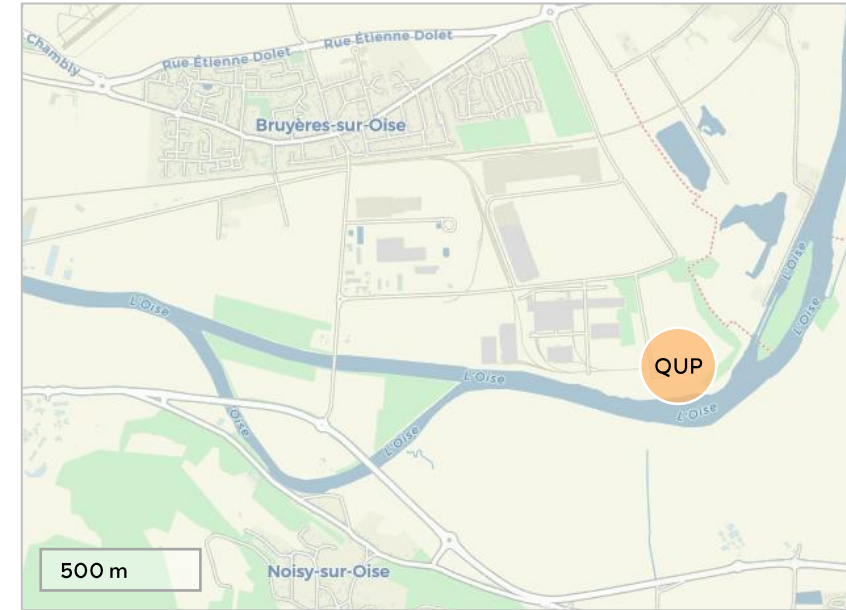 Chambly
Rue Étienne Dolet
Rue Étienne Dolet
Bruyères-sur-Oise
L'Oise
L'Oise
L'Oise
L'Oise
QUP
L'Oise
L'Oise
Oise
500 m
Noisy-sur-Oise